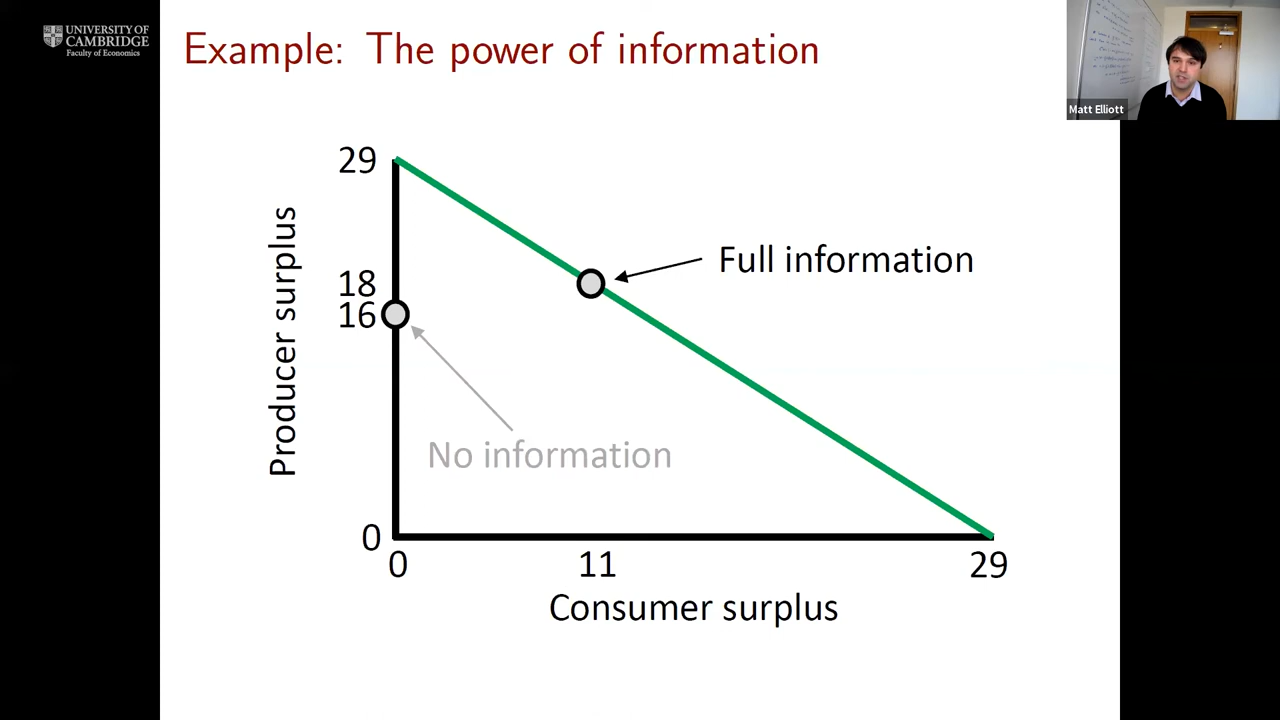 UNIVERSITY OF
CAMBRIDGE
Faculty of Economics
Example: The power of information
Matt Elliott
29
18
16
0
Producer surplus
Full information
No information
0
11
29
Consumer surplus